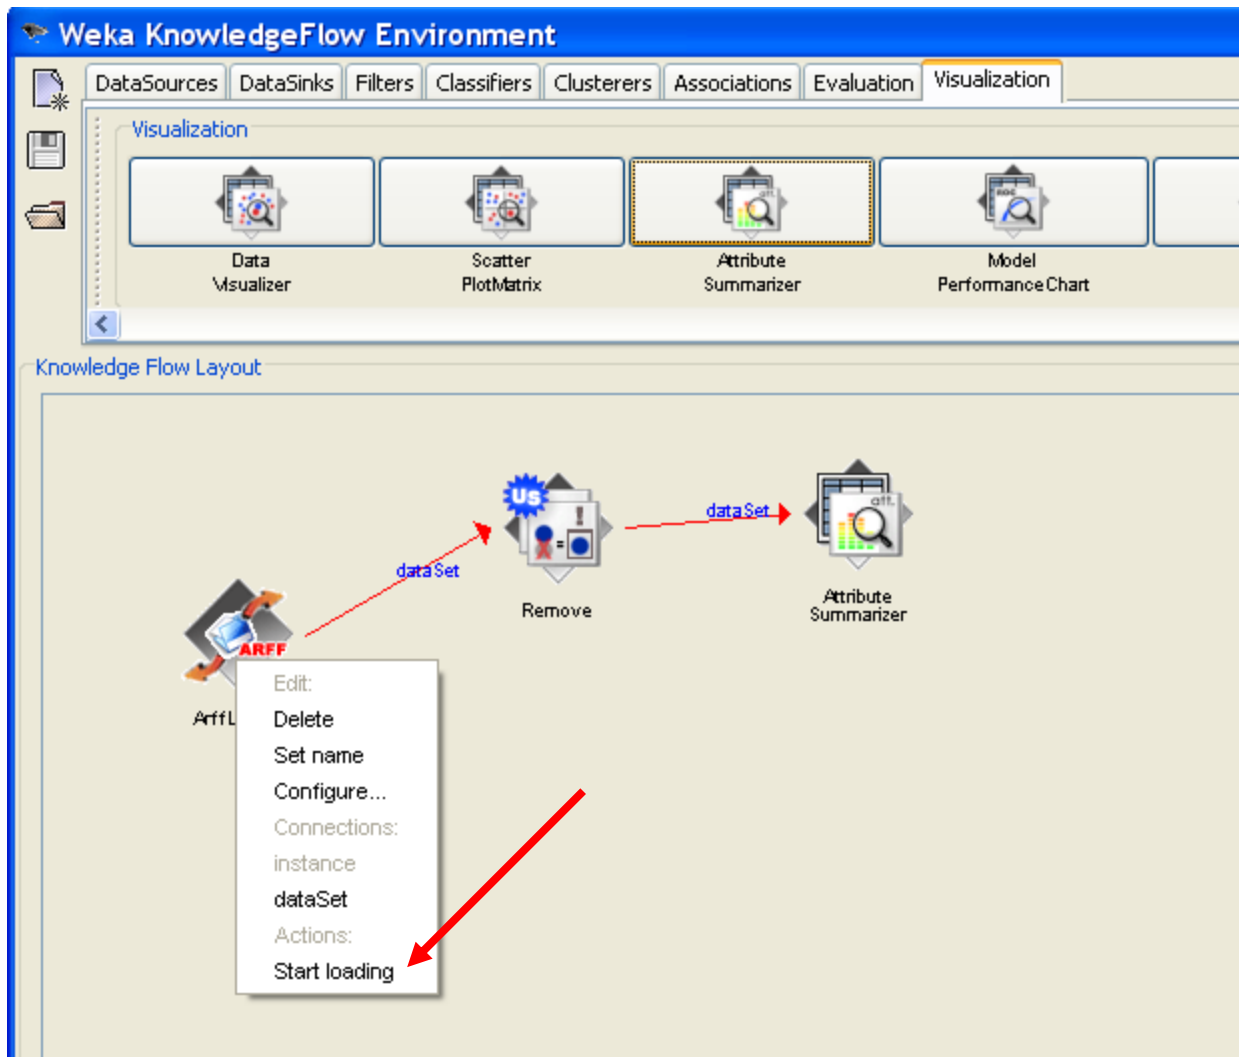 Weka KnowledgeFlow Environment
DataSources DataSinks Filters Classifiers Clusterers Associations Evaluation Visualization
Visualization
Data Visualizer
Scatter PlotMatrix
Attribute Summarizer
Model PerformanceChart
Knowledge Flow Layout
Us
Remove
dataSet
att.
Attribute
Summarizer
dataSet
ARFF
ArffL
Edit:
Delete
Set name
Configure...
Connections:
instance
dataSet
Actions:
Start loading